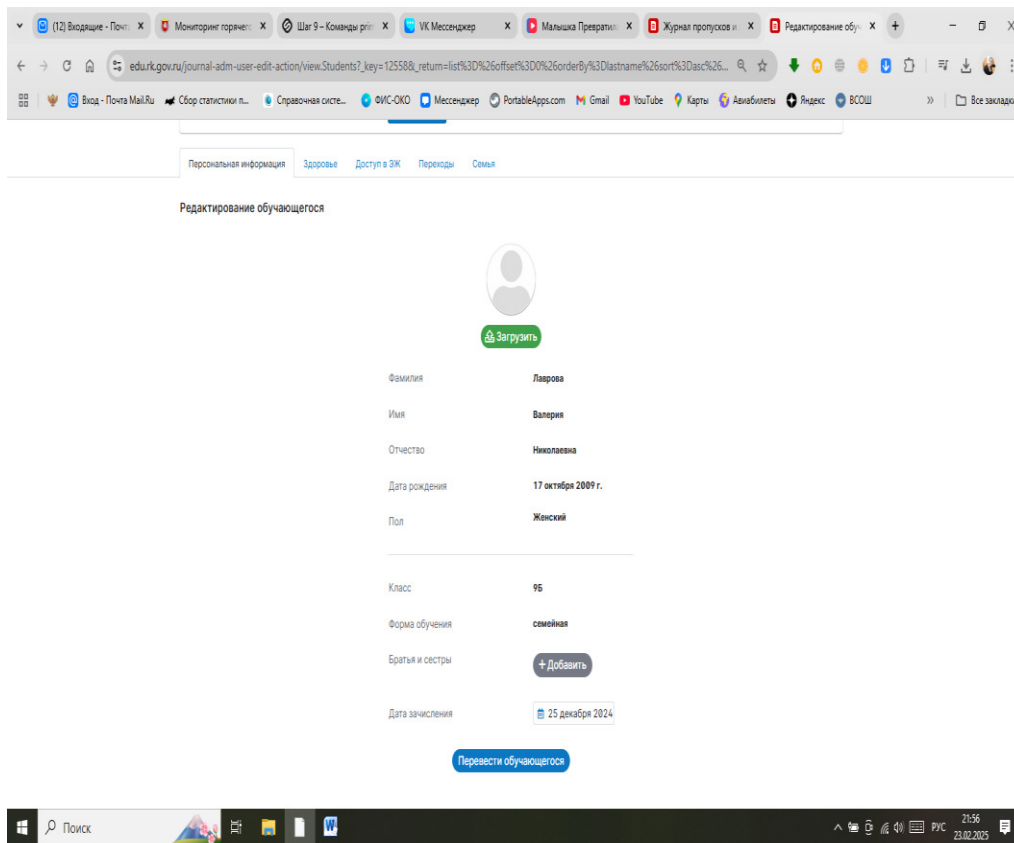 (12) Входящие - Почт
Мониторинг горячег
Шаг 9 – Команды prin
VK Мессенджер
Малышка Преврати
Журнал пропусков и
Редактирование обу
edu.rk.gov.ru/journal-adm-user-edit-action/view.Students?_key=12558&_return=list%3D%26offset%3D0%26orderBy%3Dlastname%26sort%3Dasc%26...
Вход - Почта Mail.Ru
Сбор статистики п...
Справочная систе...
ФИС-ОКО
Мессенджер
PortableApps.com
Gmail
YouTube
Карты
Авиабилеты
Яндекс
ВСОШ
»
Все закладки
Персональная информация
Здоровье
Доступ в ЭЖ
Переходы
Семья
Редактирование обучающегося
Загрузить
Фамилия Лаврова
Имя Валерия
Отчество Николаевна
Дата рождения 17 октября 2009 г.
Пол Женский
Класс 9Б
Форма обучения семейная
Братья и сестры + Добавить
Дата зачисления 25 декабря 2024
Перевести обучающегося
Поиск
РУС
21:56
23.02.2025